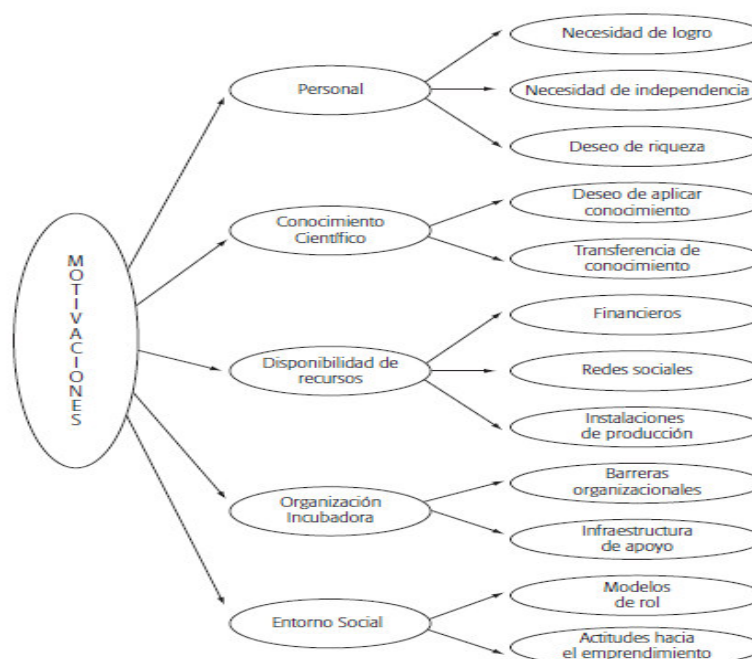 MOTIVACIONES
Personal
Necesidad de logro
Necesidad de independencia
Deseo de riqueza
Conocimiento
Científico
Deseo de aplicar
conocimiento
Transferencia de
conocimiento
Disponibilidad de
recursos
Financieros
Redes sociales
Instalaciones
de producción
Organización
Incubadora
Barreras
organizacionales
Infraestructura
de apoyo
Entorno Social
Modelos
de rol
Actitudes hacia
el emprendimiento